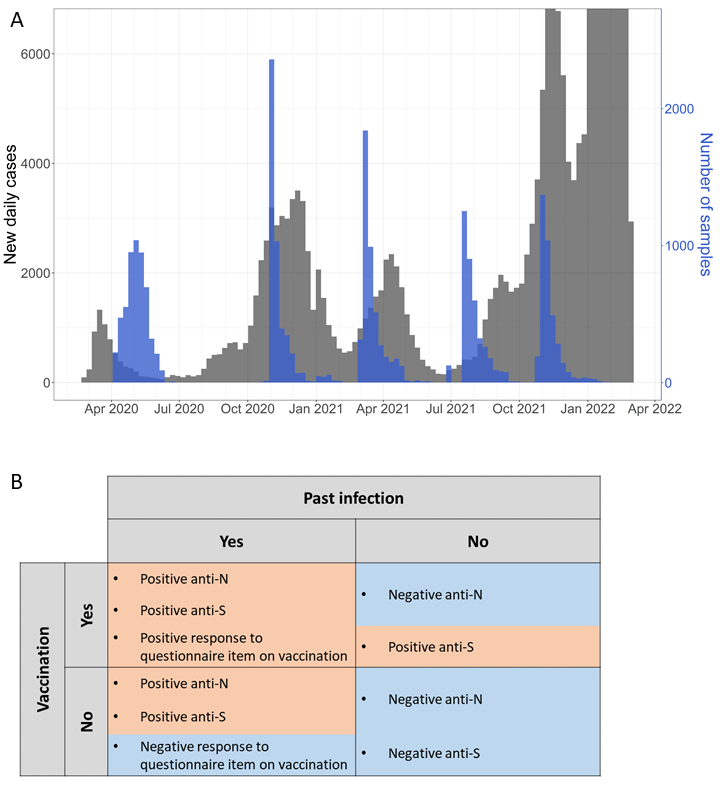 A
New daily cases
Number of samples
6000
4000
2000
0
2000
1000
0
Apr 2020
Jul 2020
Oct 2020
Jan 2021
Apr 2021
Jul 2021
Oct 2021
Jan 2022
Apr 2022
B
Past infection
Yes
No
Vaccination
Yes
• Positive anti-N
• Positive anti-S
• Positive response to
questionnaire item on vaccination
• Negative anti-N
• Positive anti-S
No
• Positive anti-N
• Positive anti-S
• Negative response to
questionnaire item on vaccination
• Negative anti-N
• Negative anti-S